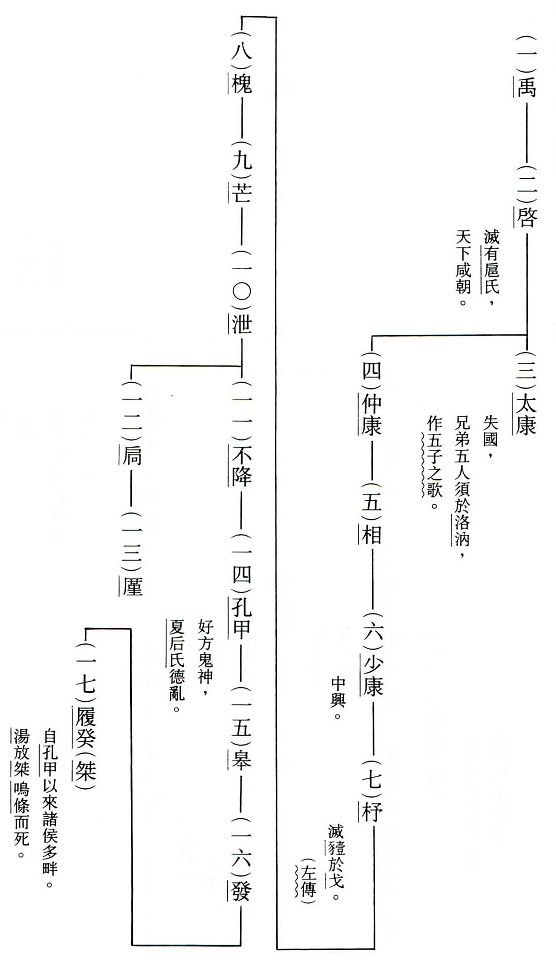 （一）禹
（二）啓
滅有扈氏，
天下咸朝。
（三）太康
失國，
兄弟五人須於洛汭，
作五子之歌。
（四）仲康
（五）相
（六）少康
中興。
（七）杼
滅豷於戈。
（左傳）
（八）槐
（九）芒
（一〇）泄
（一一）不降
（一二）扃
（一三）厪
（一四）孔甲
好方鬼神，
夏后氏德亂。
（一五）皋
（一六）發
（一七）履癸（桀）
自孔甲以來諸侯多畔。
湯放桀鳴條而死。